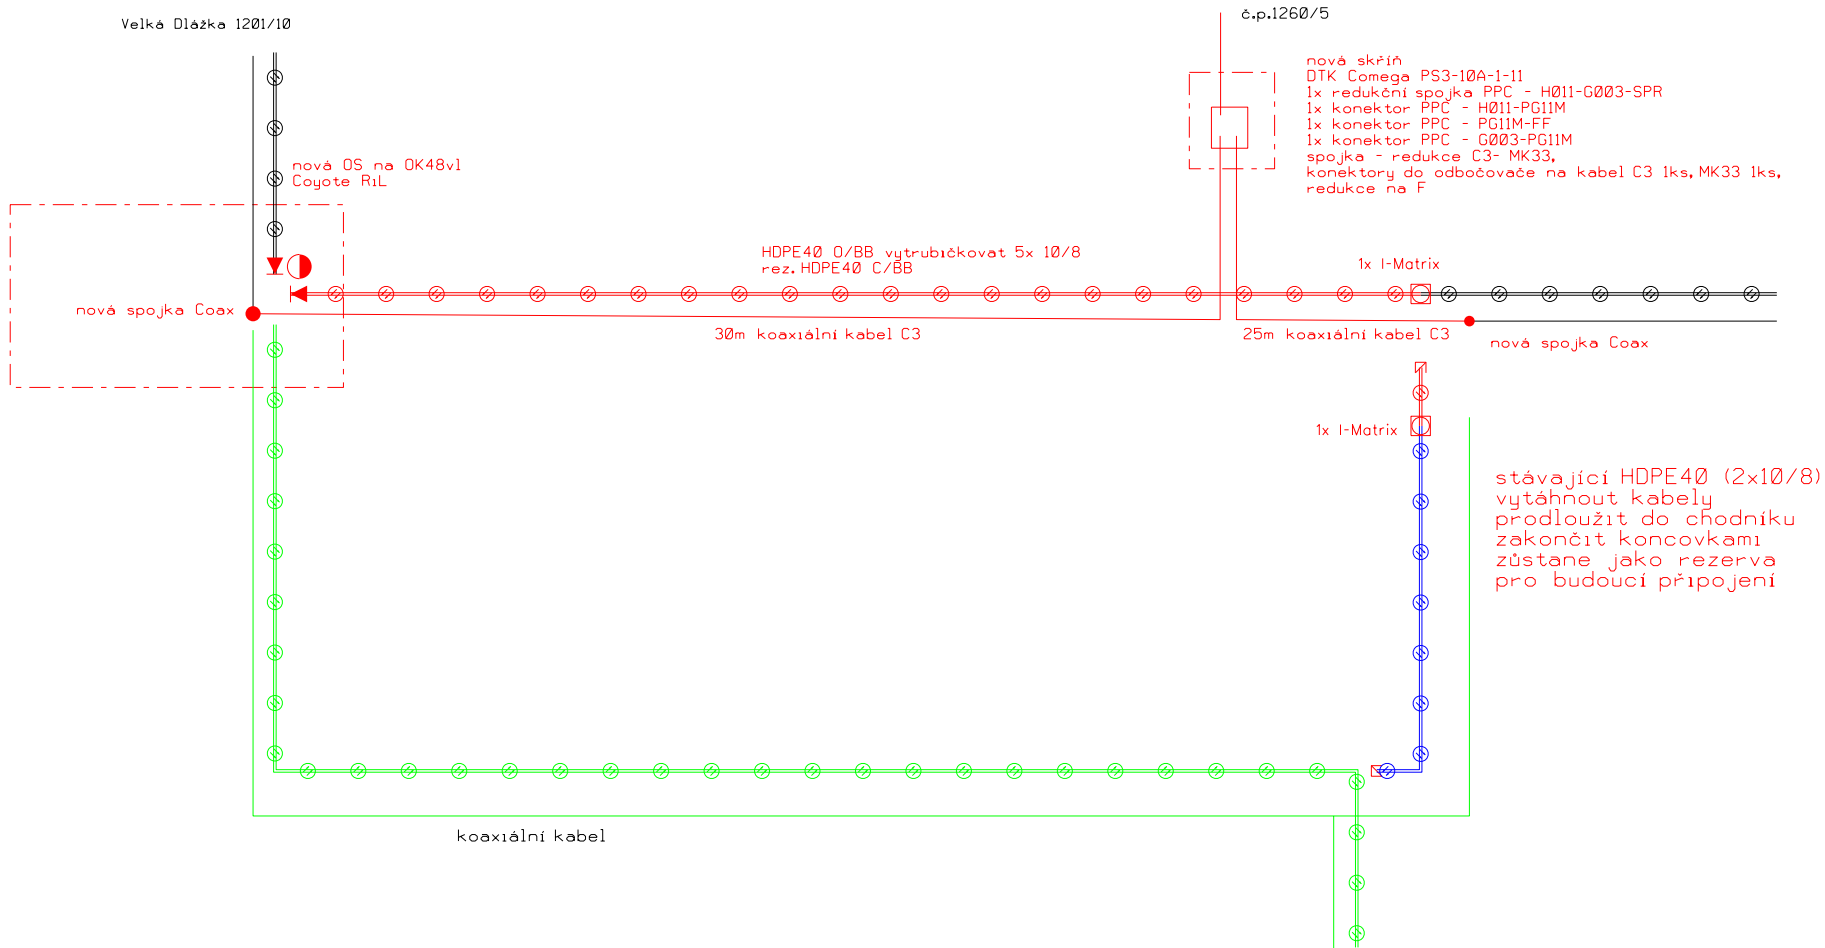 Velká Dlážka 1201/10
č.p.1260/5
nová skříň
DTK Comega PS3-10A-1-11
1x redukční spojka PPC - H011-G003-SPR
1x konektor PPC - H011-PG11M
1x konektor PPC - PG11M-FF
1x konektor PPC - G003-PG11M
spojka - redukce C3- MK33,
konektory do odbočovače na kabel C3 1ks, MK33 1ks,
redukce na F
nová OS na OK48vl
Coyote RiL
HDPE40 O/BB vytrubičkovat 5x 10/8
rez. HDPE40 C/BB
1x I-Matrix
nová spojka Coax
30m koaxiální kabel C3
25m koaxiální kabel C3
nová spojka Coax
1x I-Matrix
stávající HDPE40 (2x10/8)
vytáhnout kabely
prodloužit do chodníku
zakončit koncovkami
zůstane jako rezerva
pro budoucí připojení
koaxiální kabel